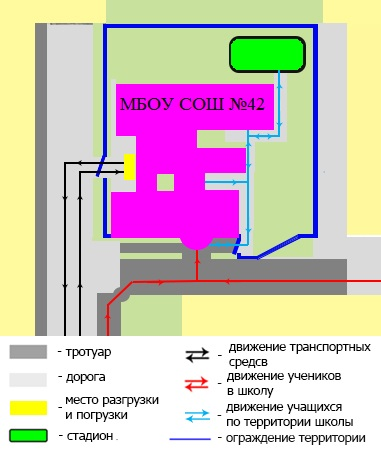 МБОУ СОШ №42
- тротуар
- дорога
- место разгрузки
и погрузки
- стадион.
- движение транспортных
средсв
- движение учеников
в школу
- движение учащихся
по территории школы
- ограждение территории